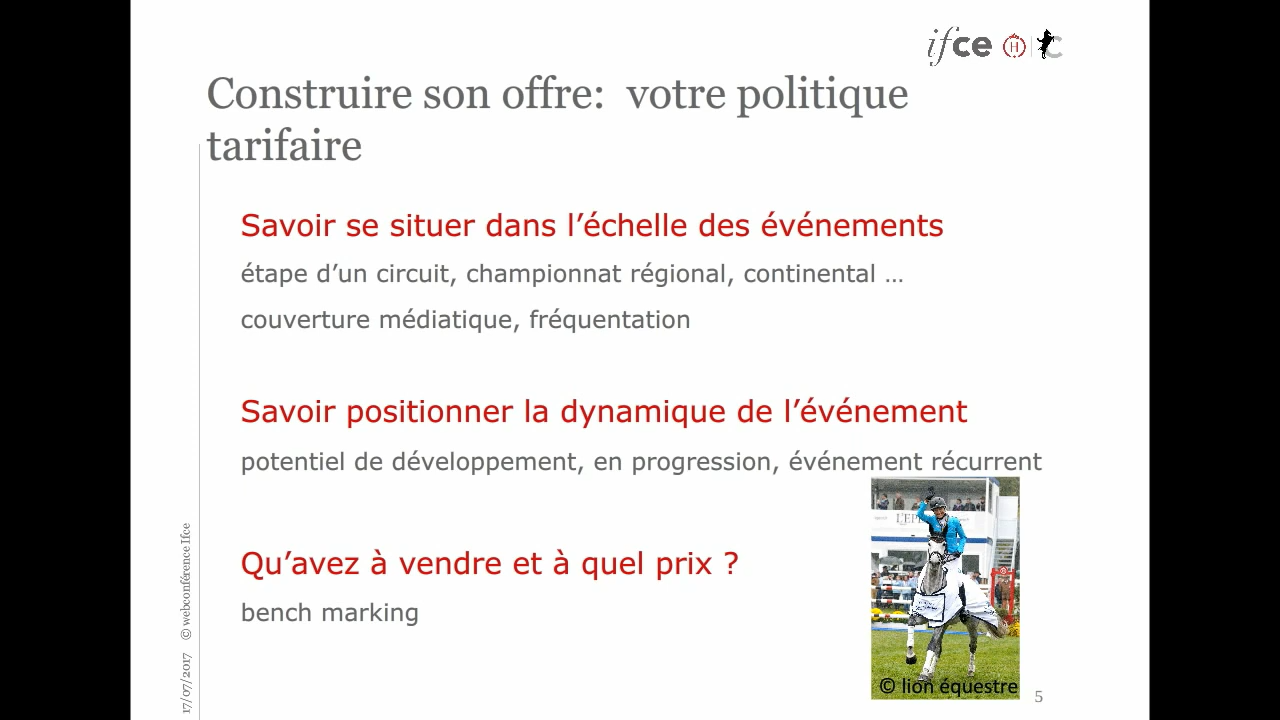 ifce
H
Construire son offre: votre politique
tarifaire
Savoir se situer dans l’échelle des événements
étape d’un circuit, championnat régional, continental …
couverture médiatique, fréquentation
Savoir positionner la dynamique de l’événement
potentiel de développement, en progression, événement récurrent
Qu’avez à vendre et à quel prix ?
bench marking
© lion équestre
5
17/07/2017 © webconférence Ifce